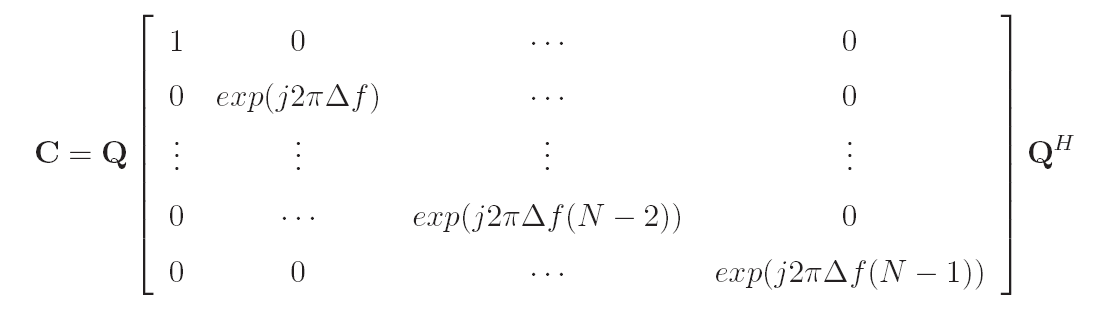 1 0 ⋯ 0
0 exp(j2πΔf) ⋯ 0
C = Q ⋮ ⋮ ⋮ ⋮ Q^H
0 ⋯ exp(j2πΔf(N − 2)) 0
0 0 ⋯ exp(j2πΔf(N − 1))